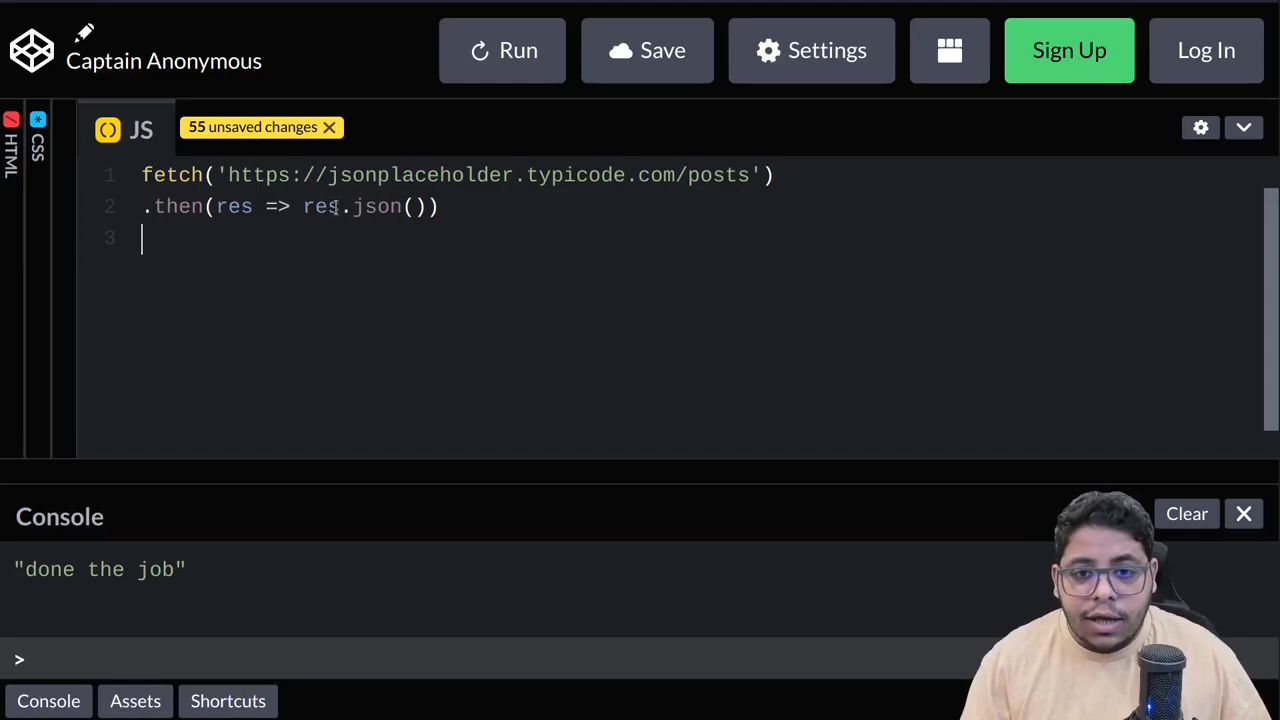 Captain Anonymous
Run
Save
Settings
Sign Up
Log In
HTML
CSS
JS
55 unsaved changes
1 fetch('https://jsonplaceholder.typicode.com/posts')
2 .then(res => res.json())
3
Console
Clear
"done the job"
>
Console
Assets
Shortcuts